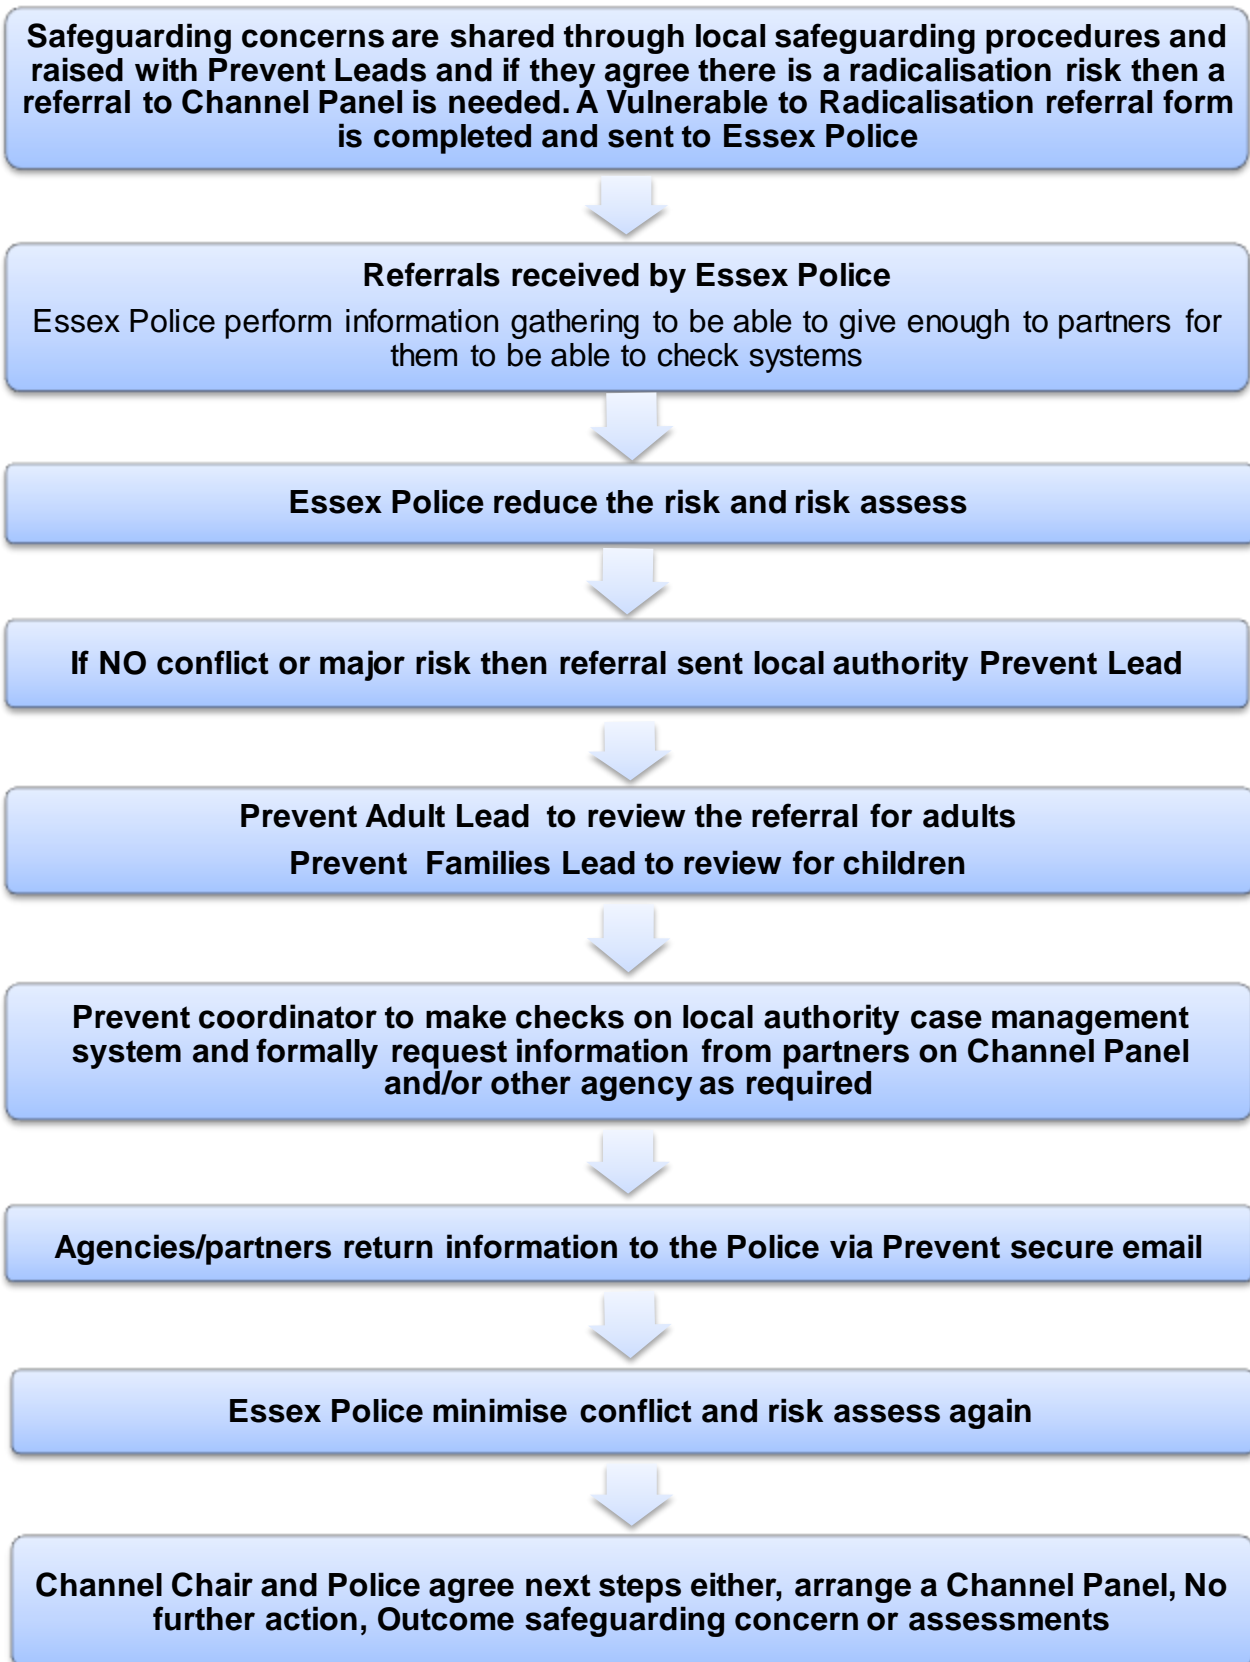 Safeguarding concerns are shared through local safeguarding procedures and
raised with Prevent Leads and if they agree there is a radicalisation risk then a
referral to Channel Panel is needed. A Vulnerable to Radicalisation referral form
is completed and sent to Essex Police
Referrals received by Essex Police
Essex Police perform information gathering to be able to give enough to partners for
them to be able to check systems
Essex Police reduce the risk and risk assess
If NO conflict or major risk then referral sent local authority Prevent Lead
Prevent Adult Lead to review the referral for adults
Prevent Families Lead to review for children
Prevent coordinator to make checks on local authority case management
system and formally request information from partners on Channel Panel
and/or other agency as required
Agencies/partners return information to the Police via Prevent secure email
Essex Police minimise conflict and risk assess again
Channel Chair and Police agree next steps either, arrange a Channel Panel, No
further action, Outcome safeguarding concern or assessments